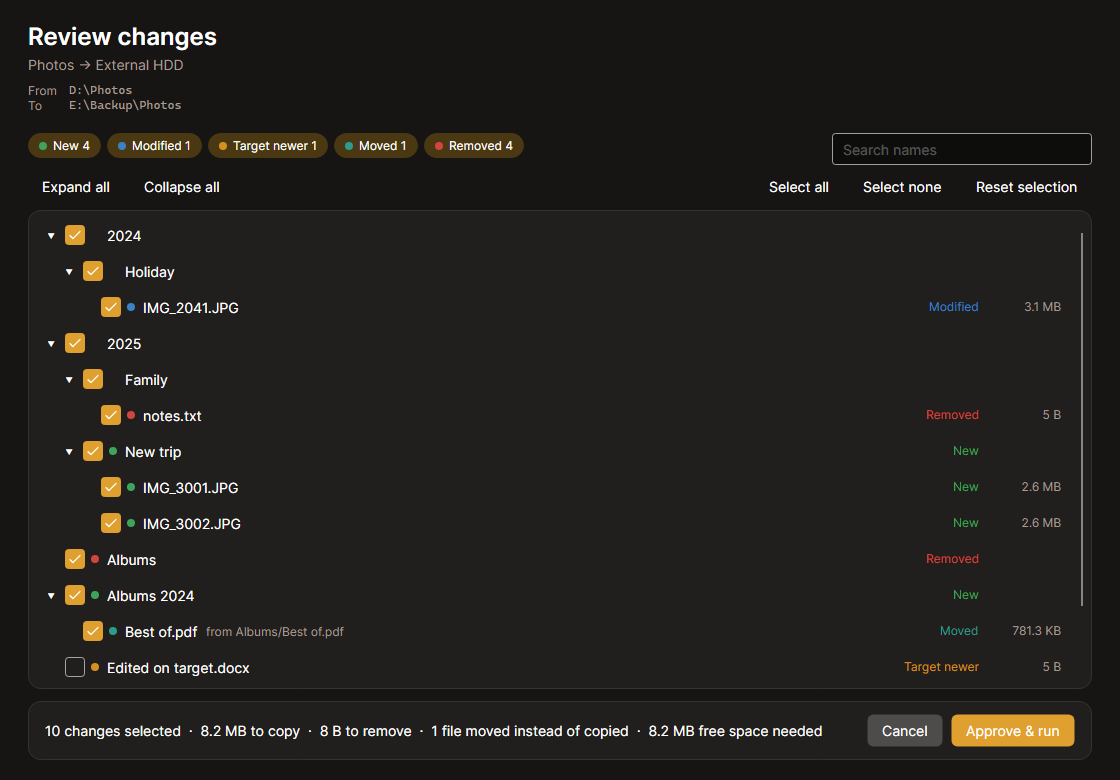 Review changes
Photos → External HDD
From D:\Photos
To E:\Backup\Photos
New 4 Modified 1 Target newer 1 Moved 1 Removed 4 Search names
Expand all Collapse all Select all Select none Reset selection
2024
Holiday
IMG_2041.JPG Modified 3.1 MB
2025
Family
notes.txt Removed 5 B
New trip New
IMG_3001.JPG New 2.6 MB
IMG_3002.JPG New 2.6 MB
Albums Removed
Albums 2024 New
Best of.pdf from Albums/Best of.pdf Moved 781.3 KB
Edited on target.docx Target newer 5 B
10 changes selected · 8.2 MB to copy · 8 B to remove · 1 file moved instead of copied · 8.2 MB free space needed Cancel Approve & run